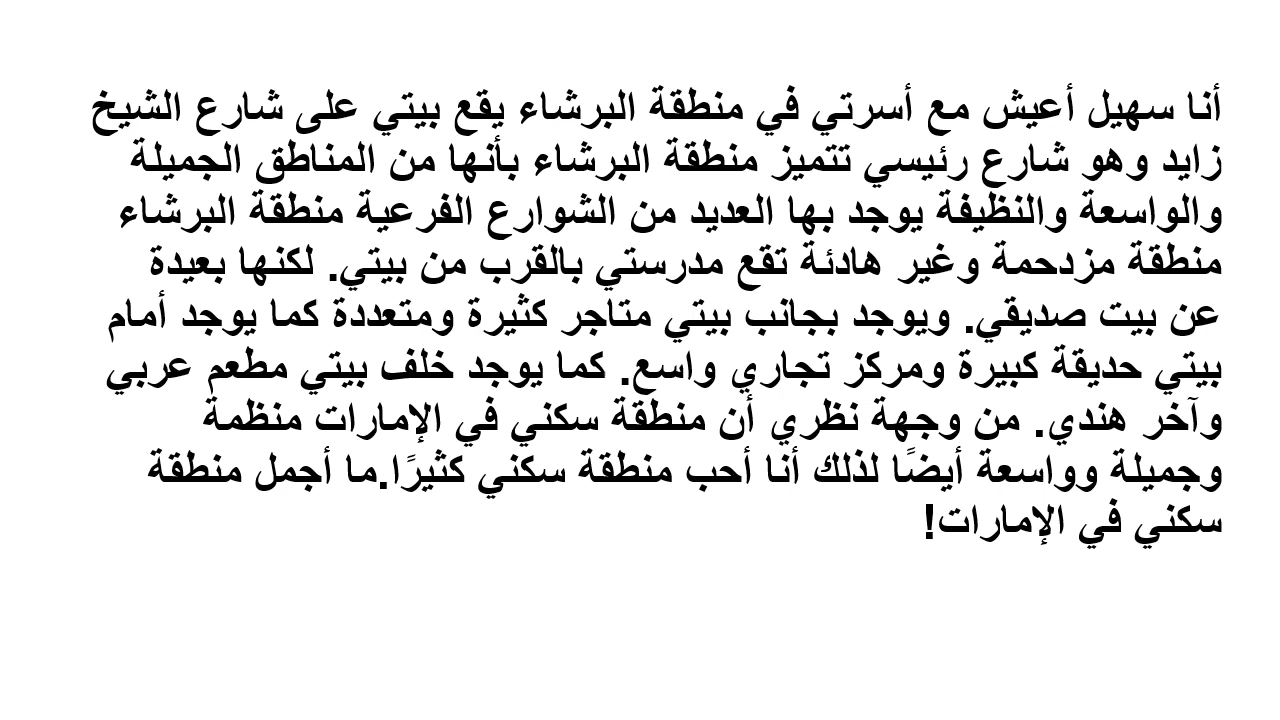 أنا سهيل أعيش مع أسرتي في منطقة البرشاء يقع بيتي على شارع الشيخ
زايد وهو شارع رئيسي تتميز منطقة البرشاء بأنها من المناطق الجميلة
والواسعة والنظيفة يوجد بها العديد من الشوارع الفرعية منطقة البرشاء
منطقة مزدحمة وغير هادئة تقع مدرستي بالقرب من بيتي. لكنها بعيدة
عن بيت صديقي. ويوجد بجانب بيتي متاجر كثيرة ومتعددة كما يوجد أمام
بيتي حديقة كبيرة ومركز تجاري واسع. كما يوجد خلف بيتي مطعم عربي
وآخر هندي. من وجهة نظري أن منطقة سكني في الإمارات منظمة
وجميلة وواسعة أيضًا لذلك أنا أحب منطقة سكني كثيرًا.ما أجمل منطقة
سكني في الإمارات!